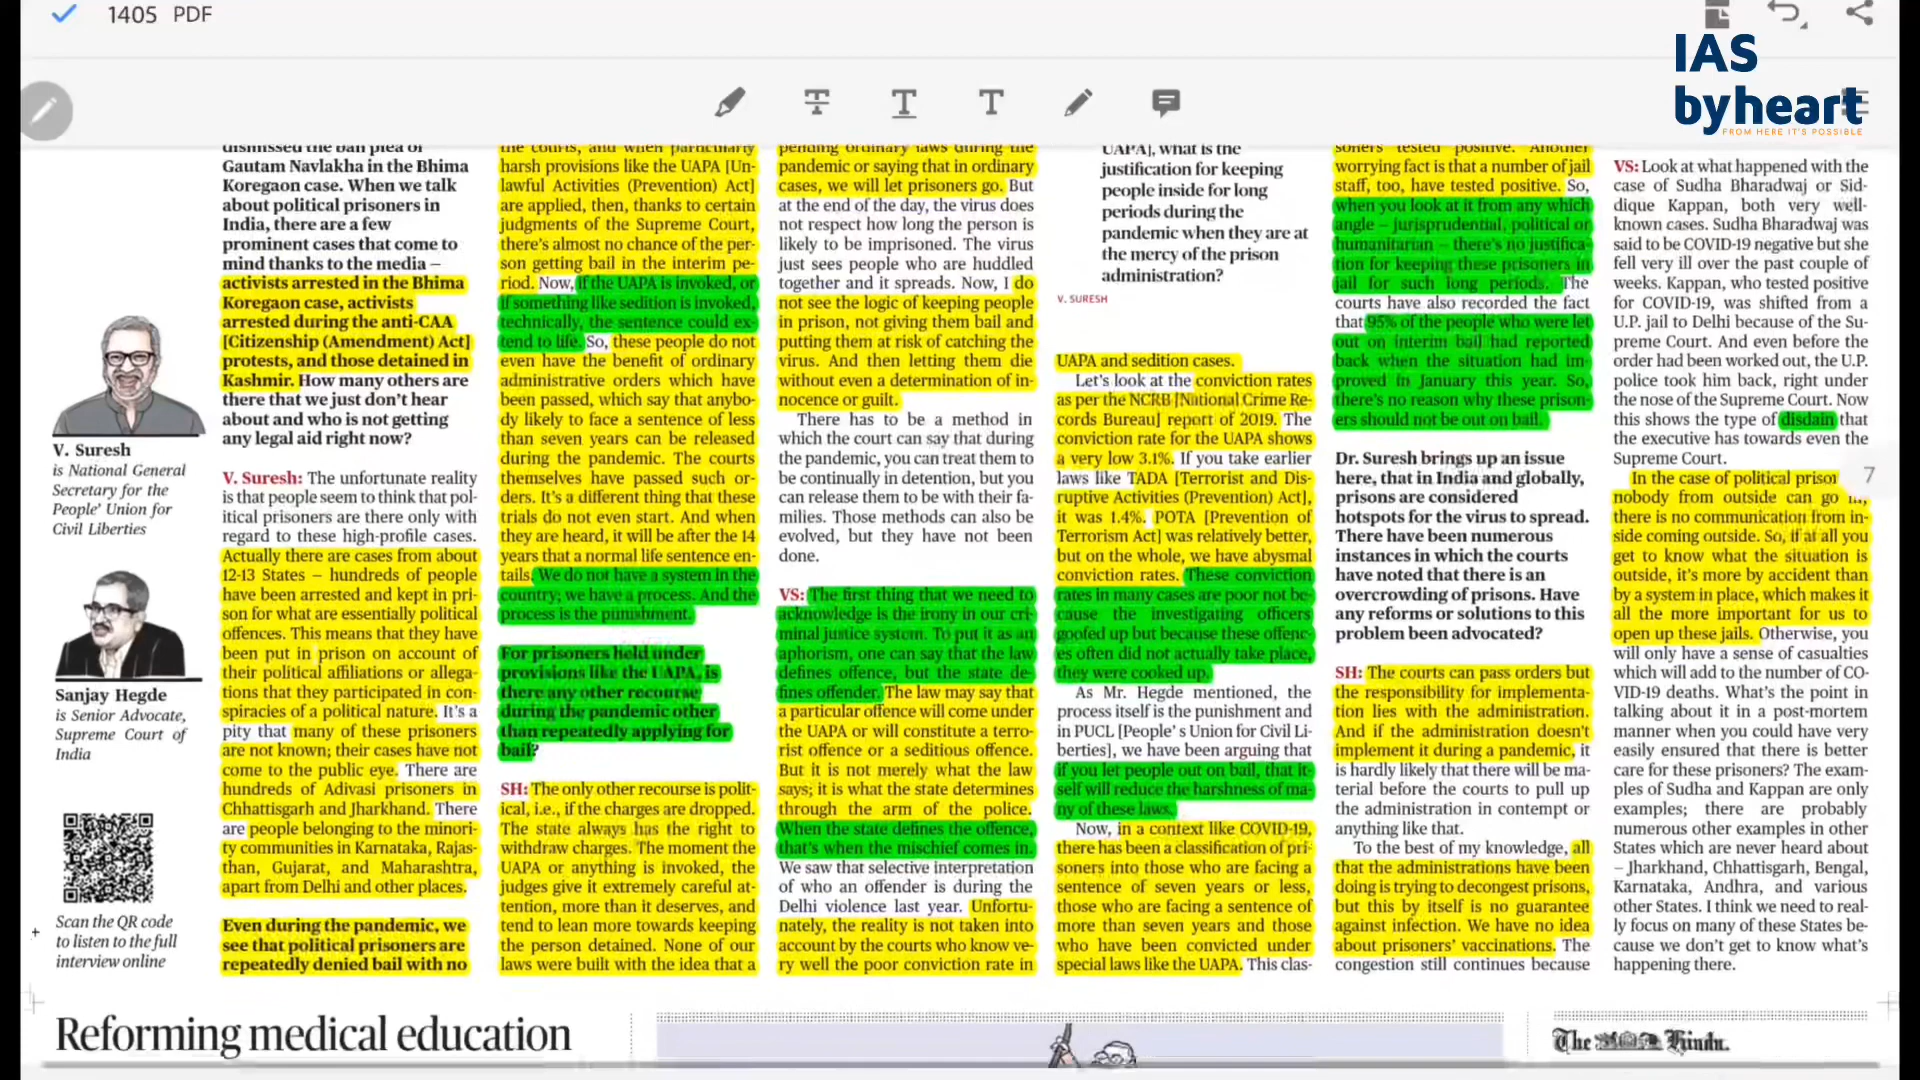 1405 PDF
IAS
byheart
FROM HERE IT'S POSSIBLE
V. Suresh
is National General
Secretary for the
People' Union for
Civil Liberties
Sanjay Hegde
is Senior Advocate,
Supreme Court of
India
Scan the QR code
to listen to the full
interview online
dismissed the bail plea of
Gautam Navlakha in the Bhima
Koregaon case. When we talk
about political prisoners in
India, there are a few
prominent cases that come to
mind thanks to the media –
activists arrested in the Bhima
Koregaon case, activists
arrested during the anti-CAA
[Citizenship (Amendment) Act]
protests, and those detained in
Kashmir. How many others are
there that we just don't hear
about and who is not getting
any legal aid right now?
V. Suresh: The unfortunate reality
is that people seem to think that pol-
itical prisoners are there only with
regard to these high-profile cases.
Actually there are cases from about
12-13 States – hundreds of people
have been arrested and kept in pri-
son for what are essentially political
offences. This means that they have
been put in prison on account of
their political affiliations or allega-
tions that they participated in con-
spiracies of a political nature. It's a
pity that many of these prisoners
are not known; their cases have not
come to the public eye. There are
hundreds of Adivasi prisoners in
Chhattisgarh and Jharkhand. There
are people belonging to the minori-
ty communities in Karnataka, Rajas-
than, Gujarat, and Maharashtra,
apart from Delhi and other places.
Even during the pandemic, we
see that political prisoners are
repeatedly denied bail with no
the courts, and when particularly
harsh provisions like the UAPA [Un-
lawful Activities (Prevention) Act]
are applied, then, thanks to certain
judgments of the Supreme Court,
there's almost no chance of the per-
son getting bail in the interim pe-
riod. Now, if the UAPA is invoked, or
if something like sedition is invoked,
technically, the sentence could ex-
tend to life. So, these people do not
even have the benefit of ordinary
administrative orders which have
been passed, which say that anybo-
dy likely to face a sentence of less
than seven years can be released
during the pandemic. The courts
themselves have passed such or-
ders. It's a different thing that these
trials do not even start. And when
they are heard, it will be after the 14
years that a normal life sentence en-
tails. We do not have a system in the
country; we have a process. And the
process is the punishment.
For prisoners held under
provisions like the UAPA, is
there any other recourse
during the pandemic other
than repeatedly applying for
bail?
SH: The only other recourse is polit-
ical, i.e., if the charges are dropped.
The state always has the right to
withdraw charges. The moment the
UAPA or anything is invoked, the
judges give it extremely careful at-
tention, more than it deserves, and
tend to lean more towards keeping
the person detained. None of our
laws were built with the idea that a
pending ordinary laws during the
pandemic or saying that in ordinary
cases, we will let prisoners go. But
at the end of the day, the virus does
not respect how long the person is
likely to be imprisoned. The virus
just sees people who are huddled
together and it spreads. Now, I do
not see the logic of keeping people
in prison, not giving them bail and
putting them at risk of catching the
virus. And then letting them die
without even a determination of in-
nocence or guilt.
There has to be a method in
which the court can say that during
the pandemic, you can treat them to
be continually in detention, but you
can release them to be with their fa-
milies. Those methods can also be
evolved, but they have not been
done.
VS: The first thing that we need to
acknowledge is the irony in our cri-
minal justice system. To put it as an
aphorism, one can say that the law
defines offence, but the state de-
fines offender. The law may say that
a particular offence will come under
the UAPA or will constitute a terro-
rist offence or a seditious offence.
But it is not merely what the law
says; it is what the state determines
through the arm of the police.
When the state defines the offence,
that's when the mischief comes in.
We saw that selective interpretation
of who an offender is during the
Delhi violence last year. Unfortu-
nately, the reality is not taken into
account by the courts who know ve-
ry well the poor conviction rate in
UAPA], what is the
justification for keeping
people inside for long
periods during the
pandemic when they are at
the mercy of the prison
administration?
V. SURESH
UAPA and sedition cases.
Let's look at the conviction rates
as per the NCRB [National Crime Re-
cords Bureau] report of 2019. The
conviction rate for the UAPA shows
a very low 3.1%. If you take earlier
laws like TADA [Terrorist and Dis-
ruptive Activities (Prevention) Act],
it was 1.4%. POTA [Prevention of
Terrorism Act] was relatively better,
but on the whole, we have abysmal
conviction rates. These conviction
rates in many cases are poor not be-
cause the investigating officers
goofed up but because these offenc-
es often did not actually take place,
they were cooked up.
As Mr. Hegde mentioned, the
process itself is the punishment and
in PUCL [People' s Union for Civil Li-
berties], we have been arguing that
if you let people out on bail, that it-
self will reduce the harshness of ma-
ny of these laws.
Now, in a context like COVID-19,
there has been a classification of pri-
soners into those who are facing a
sentence of seven years or less,
those who are facing a sentence of
more than seven years and those
who have been convicted under
special laws like the UAPA. This clas-
soners tested positive. Another
worrying fact is that a number of jail
staff, too, have tested positive. So,
when you look at it from any which
angle – jurisprudential, political or
humanitarian – there's no justifica-
tion for keeping these prisoners in
jail for such long periods. The
courts have also recorded the fact
that 95% of the people who were let
out on interim bail had reported
back when the situation had im-
proved in January this year. So,
there's no reason why these prison-
ers should not be out on bail.
Dr. Suresh brings up an issue
here, that in India and globally,
prisons are considered
hotspots for the virus to spread.
There have been numerous
instances in which the courts
have noted that there is an
overcrowding of prisons. Have
any reforms or solutions to this
problem been advocated?
SH: The courts can pass orders but
the responsibility for implementa-
tion lies with the administration.
And if the administration doesn't
implement it during a pandemic, it
is hardly likely that there will be ma-
terial before the courts to pull up
the administration in contempt or
anything like that.
To the best of my knowledge, all
that the administrations have been
doing is trying to decongest prisons,
but this by itself is no guarantee
against infection. We have no idea
about prisoners' vaccinations. The
congestion still continues because
VS: Look at what happened with the
case of Sudha Bharadwaj or Sid-
dique Kappan, both very well-
known cases. Sudha Bharadwaj was
said to be COVID-19 negative but she
fell very ill over the past couple of
weeks. Kappan, who tested positive
for COVID-19, was shifted from a
U.P. jail to Delhi because of the Su-
preme Court. And even before the
order had been worked out, the U.P.
police took him back, right under
the nose of the Supreme Court. Now
this shows the type of disdain that
the executive has towards even the
Supreme Court.
In the case of political prison
nobody from outside can go in,
there is no communication from in-
side coming outside. So, if at all you
get to know what the situation is
outside, it's more by accident than
by a system in place, which makes it
all the more important for us to
open up these jails. Otherwise, you
will only have a sense of casualties
which will add to the number of CO-
VID-19 deaths. What's the point in
talking about it in a post-mortem
manner when you could have very
easily ensured that there is better
care for these prisoners? The exam-
ples of Sudha and Kappan are only
examples; there are probably
numerous other examples in other
States which are never heard about
– Jharkhand, Chhattisgarh, Bengal,
Karnataka, Andhra, and various
other States. I think we need to real-
ly focus on many of these States be-
cause we don't get to know what's
happening there.
7
Reforming medical education
The Hindu.